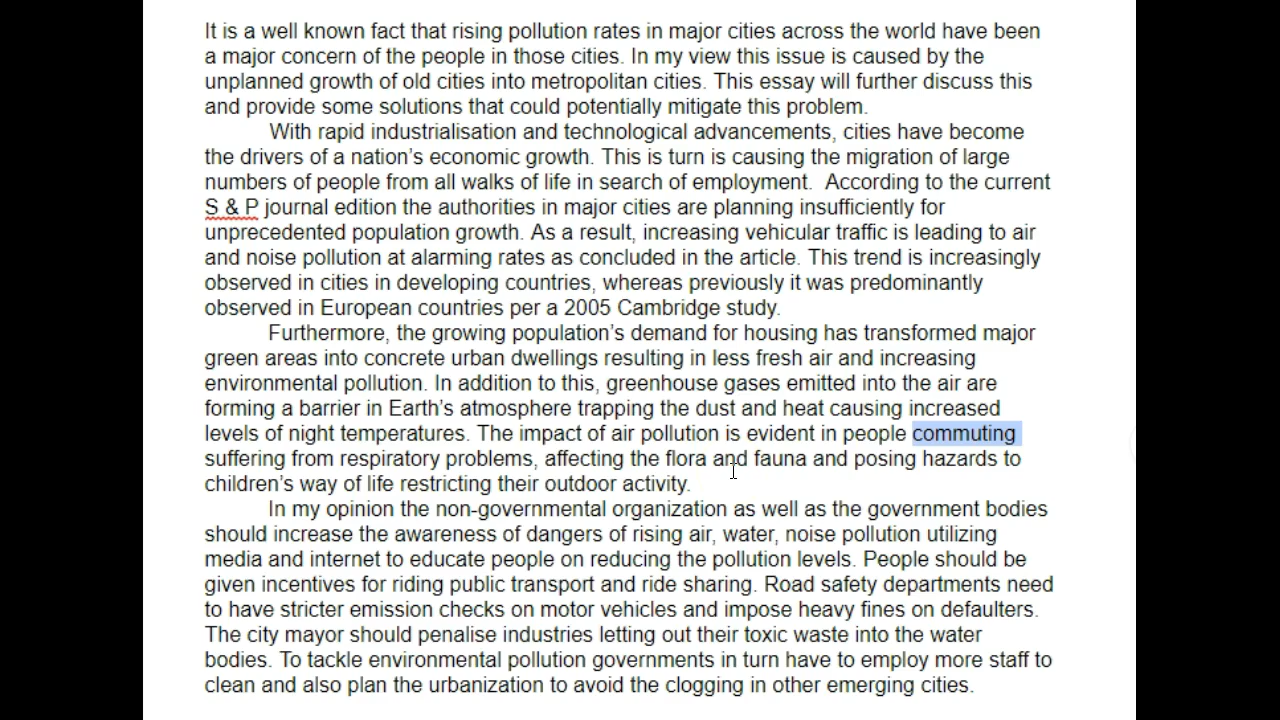 It is a well known fact that rising pollution rates in major cities across the world have been
a major concern of the people in those cities. In my view this issue is caused by the
unplanned growth of old cities into metropolitan cities. This essay will further discuss this
and provide some solutions that could potentially mitigate this problem.
With rapid industrialisation and technological advancements, cities have become
the drivers of a nation's economic growth. This is turn is causing the migration of large
numbers of people from all walks of life in search of employment.  According to the current
S & P journal edition the authorities in major cities are planning insufficiently for
unprecedented population growth. As a result, increasing vehicular traffic is leading to air
and noise pollution at alarming rates as concluded in the article. This trend is increasingly
observed in cities in developing countries, whereas previously it was predominantly
observed in European countries per a 2005 Cambridge study.
Furthermore, the growing population's demand for housing has transformed major
green areas into concrete urban dwellings resulting in less fresh air and increasing
environmental pollution. In addition to this, greenhouse gases emitted into the air are
forming a barrier in Earth's atmosphere trapping the dust and heat causing increased
levels of night temperatures. The impact of air pollution is evident in people commuting
suffering from respiratory problems, affecting the flora and fauna and posing hazards to
children's way of life restricting their outdoor activity.
In my opinion the non-governmental organization as well as the government bodies
should increase the awareness of dangers of rising air, water, noise pollution utilizing
media and internet to educate people on reducing the pollution levels. People should be
given incentives for riding public transport and ride sharing. Road safety departments need
to have stricter emission checks on motor vehicles and impose heavy fines on defaulters.
The city mayor should penalise industries letting out their toxic waste into the water
bodies. To tackle environmental pollution governments in turn have to employ more staff to
clean and also plan the urbanization to avoid the clogging in other emerging cities.